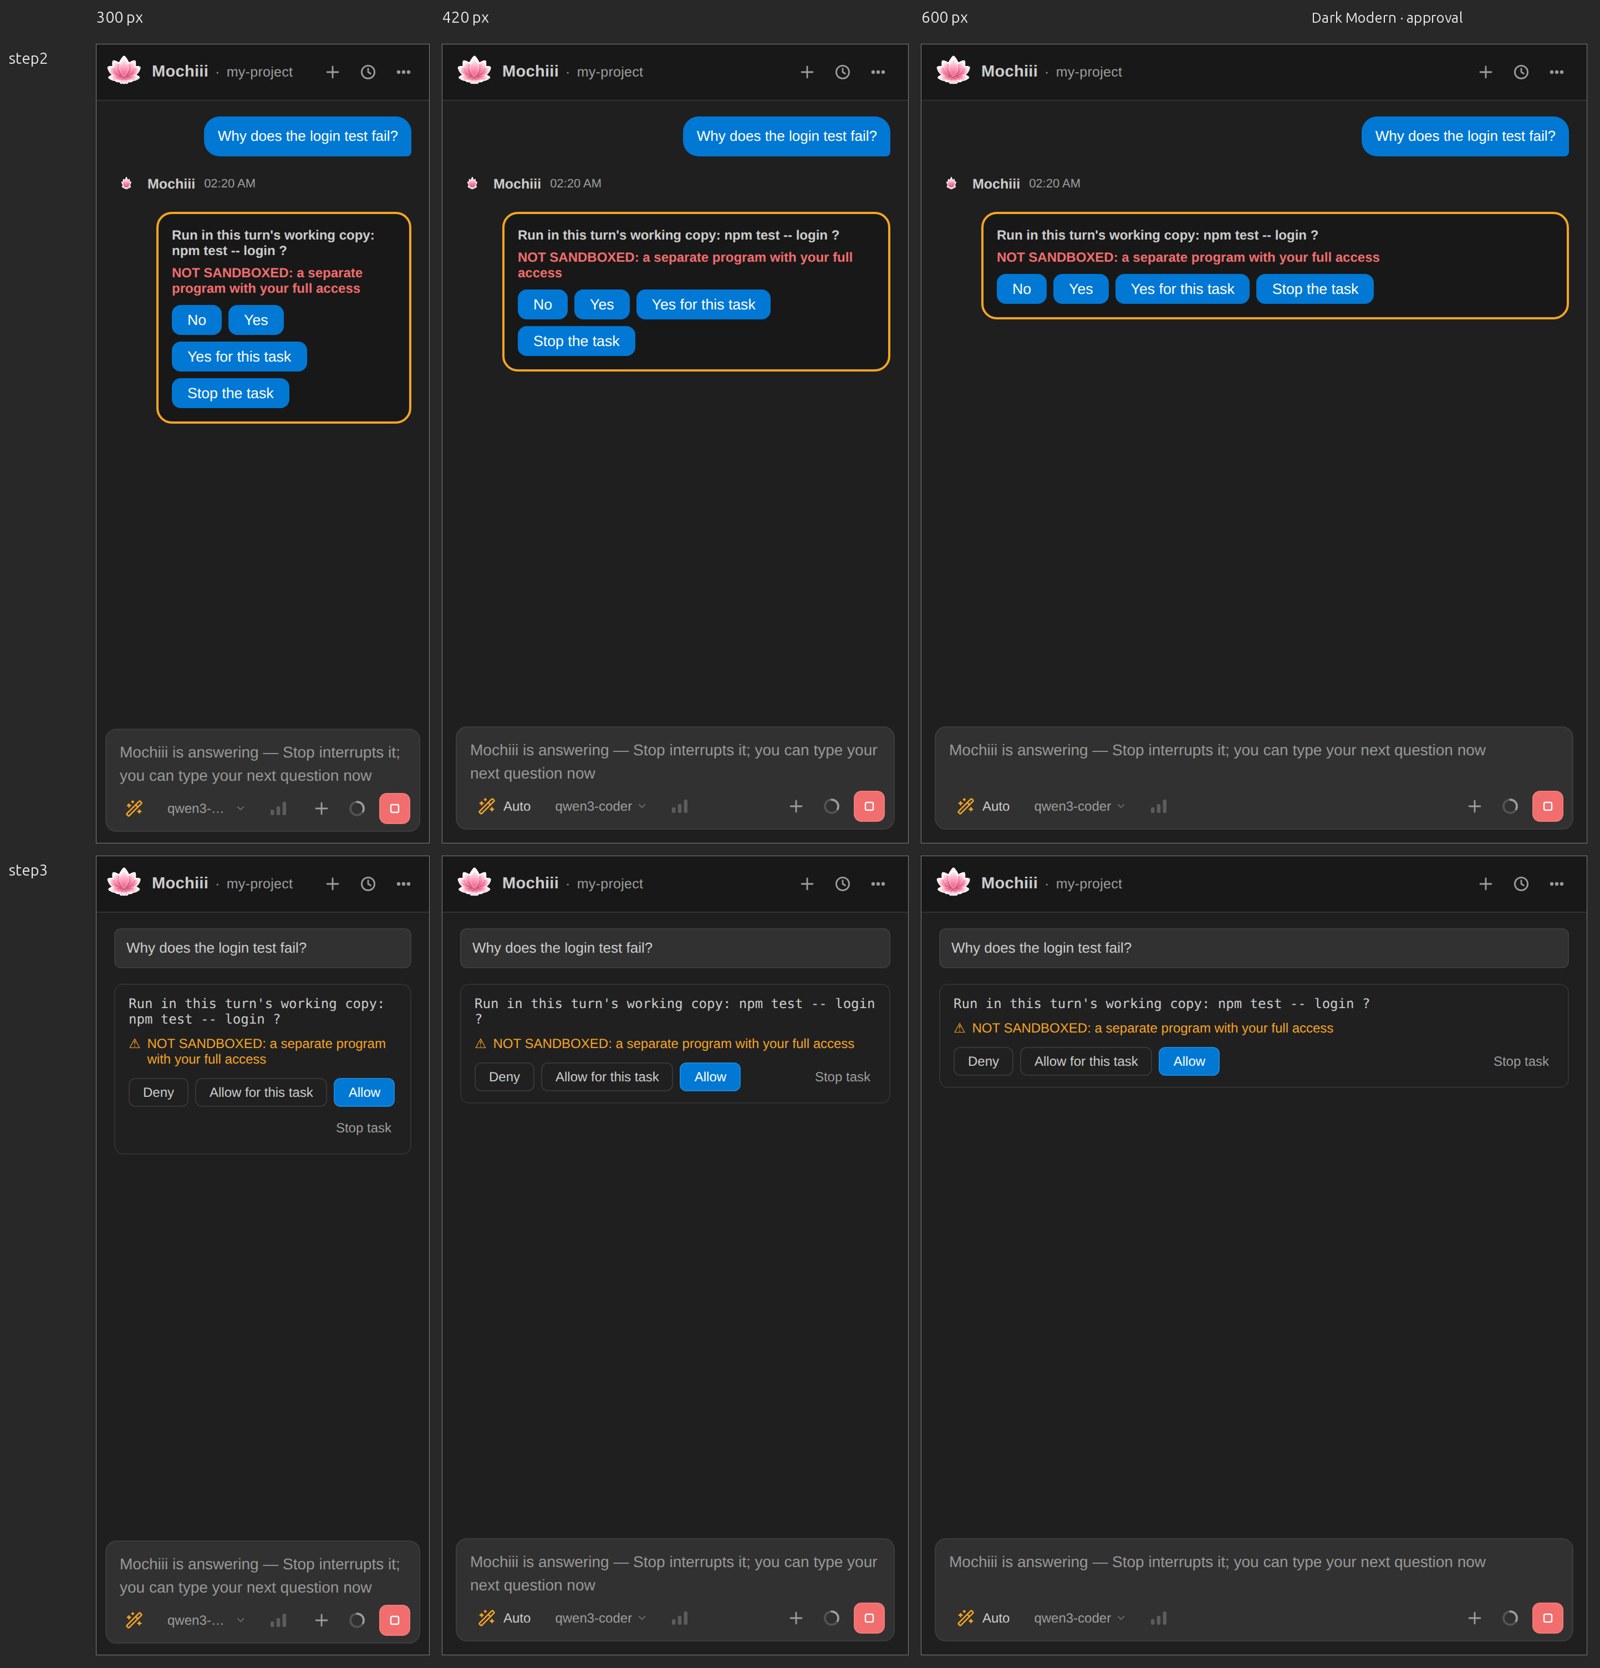 300 px
420 px
600 px
Dark Modern · approval
step2
Mochiii · my-project
Why does the login test fail?
Mochiii 02:20 AM
Run in this turn's working copy:
npm test -- login ?
NOT SANDBOXED: a separate
program with your full access
No Yes
Yes for this task
Stop the task
Mochiii is answering — Stop interrupts it;
you can type your next question now
qwen3-...
Mochiii · my-project
Why does the login test fail?
Mochiii 02:20 AM
Run in this turn's working copy: npm test -- login ?
NOT SANDBOXED: a separate program with your full
access
No Yes Yes for this task
Stop the task
Mochiii is answering — Stop interrupts it; you can type your
next question now
Auto qwen3-coder
Mochiii · my-project
Why does the login test fail?
Mochiii 02:20 AM
Run in this turn's working copy: npm test -- login ?
NOT SANDBOXED: a separate program with your full access
No Yes Yes for this task Stop the task
Mochiii is answering — Stop interrupts it; you can type your next question now
Auto qwen3-coder
step3
Mochiii · my-project
Why does the login test fail?
Run in this turn's working copy:
npm test -- login ?
⚠ NOT SANDBOXED: a separate program
with your full access
Deny Allow for this task Allow
Stop task
Mochiii is answering — Stop interrupts it;
you can type your next question now
qwen3-...
Mochiii · my-project
Why does the login test fail?
Run in this turn's working copy: npm test -- login
?
⚠ NOT SANDBOXED: a separate program with your full access
Deny Allow for this task Allow Stop task
Mochiii is answering — Stop interrupts it; you can type your
next question now
Auto qwen3-coder
Mochiii · my-project
Why does the login test fail?
Run in this turn's working copy: npm test -- login ?
⚠ NOT SANDBOXED: a separate program with your full access
Deny Allow for this task Allow Stop task
Mochiii is answering — Stop interrupts it; you can type your next question now
Auto qwen3-coder